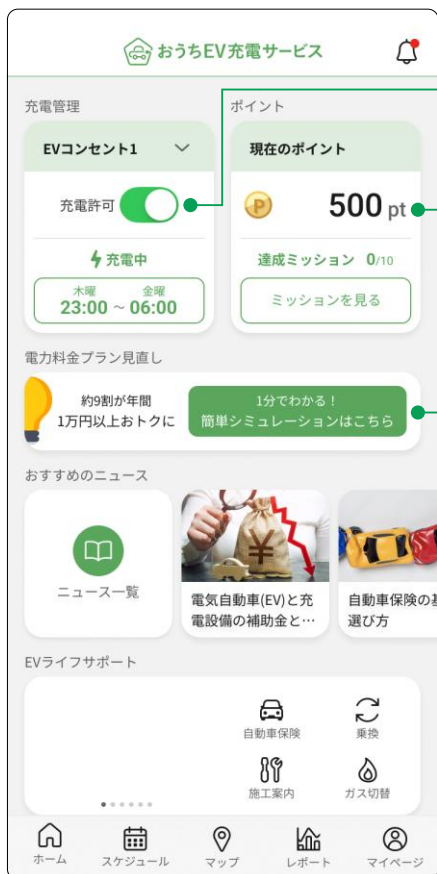 おうちEV充電サービス
充電管理
EVコンセント1
充電許可
充電中
木曜 金曜
23:00 ~ 06:00
ポイント
現在のポイント
P
500 pt
達成ミッション 0/10
ミッションを見る
電力料金プラン見直し
約9割が年間
1万円以上おトクに
1分でわかる！
簡単シミュレーションはこちら
おすすめのニュース
ニュース一覧
¥
電気自動車(EV)と充
電設備の補助金と…
自動車保険の基
選び方
EVライフサポート
自動車保険
乗換
施工案内
ガス切替
ホーム
スケジュール
マップ
レポート
マイページ